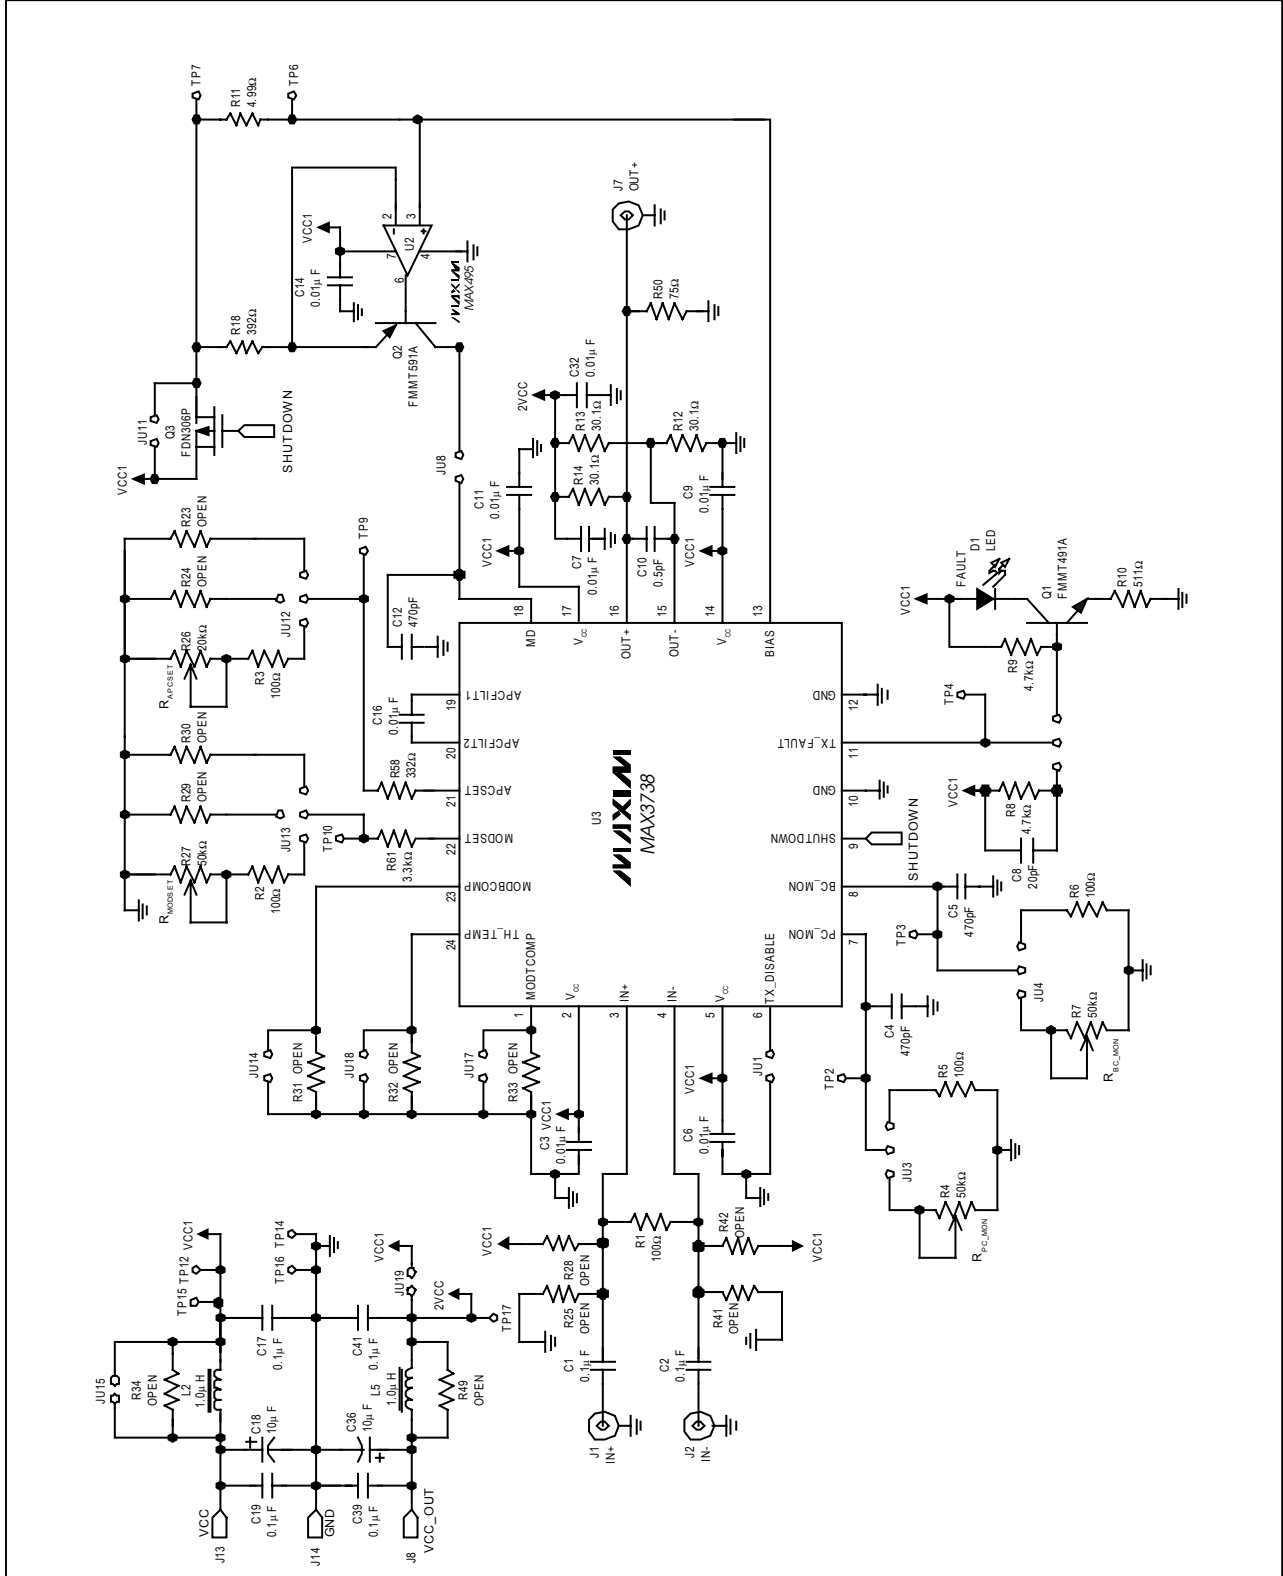 TP7
R11
4.99Ω
TP6
J7
OUT+
VCC1
C14
0.01µF
2
3
7
4
6
U2
MAXIM
MAX495
R18
392Ω
Q2
FMMT591A
R50
75Ω
JU11
Q3
FDN306P
VCC1
SHUTDOWN
JU8
2VCC
C32
0.01µF
R13
30.1Ω
R12
30.1Ω
R14
30.1Ω
C11
0.01µF
VCC1
C7
0.01µF
C10
0.5pF
VCC1
C9
0.01µF
R23
OPEN
R24
OPEN
R26
20kΩ
R APCSET
R3
100Ω
JU12
TP9
C12
470pF
R30
OPEN
R29
OPEN
R27
50kΩ
R MODSET
R2
100Ω
JU13
TP10
R58
332Ω
R61
3.3kΩ
C16
0.01µF
18
MD
17
VCC
16
OUT+
15
OUT-
14
VCC
13
BIAS
19
APCFILT1
20
APCFILT2
21
APCSET
22
MODSET
23
MODBCOMP
24
TH_TEMP
U3
MAXIM
MAX3738
GND
12
TX_FAULT
11
GND
10
SHUTDOWN
9
BC_MON
8
PC_MON
7
1
MODTCOMP
2
VCC
3
IN+
4
IN-
5
VCC
6
TX_DISABLE
FAULT
D1
LED
VCC1
Q1
FMMT491A
R10
511Ω
R9
4.7kΩ
TP4
VCC1
R8
4.7kΩ
C8
20pF
SHUTDOWN
C5
470pF
TP3
R6
100Ω
JU4
R7
50kΩ
R BC_MON
C4
470pF
TP2
R5
100Ω
JU3
R4
50kΩ
R PC_MON
JU14
R31 OPEN
JU18
R32 OPEN
JU17
R33 OPEN
VCC1
C3
0.01µF
VCC1
C6
0.01µF
JU1
R1
100Ω
VCC1
R28
OPEN
R25
OPEN
R42
OPEN
VCC1
R41
OPEN
C1
0.1µF
C2
0.1µF
J1
IN+
J2
IN-
VCC1
TP12
TP15
TP14
TP16
VCC1
JU19
2VCC
TP17
C17
0.1µF
C41
0.1µF
JU15
R34
OPEN
L2
1.0µH
L5
1.0µH
R49
OPEN
C18
10µF
+
C36
10µF
+
C19
0.1µF
C39
0.1µF
VCC
J13
GND
J14
VCC_OUT
J8